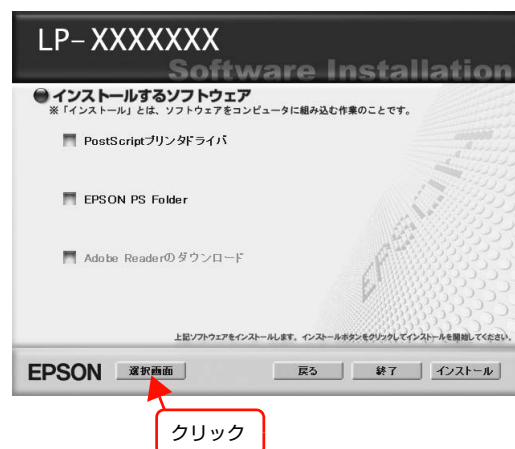 LP-XXXXXXX
Software Installation
インストールするソフトウェア
※「インストール」とは、ソフトウェアをコンピュータに組み込む作業のことです。
PostScriptプリンタドライバ
EPSON PS Folder
Adobe Readerのダウンロード
EPSON
上記ソフトウェアをインストールします。インストールボタンをクリックしてインストールを開始してください。
EPSON 選択画面 戻る 終了 インストール
クリック